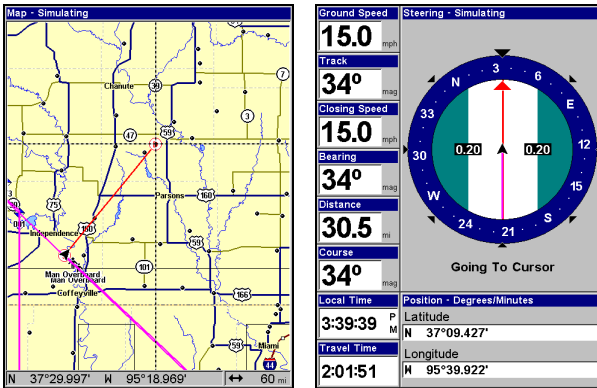 Map - Simulating
7
Chanute
39
3
47
59
3
160
Parsons
75
Independence
160
59
101
Man Overboard
Man Overboard
Coffeyville
166
59
Miami
44
N 37°29.997' W 95°18.969' ↔ 60 mi
Ground Speed
15.0 mph
Track
34° mag
Closing Speed
15.0 mph
Bearing
34° mag
Distance
30.5 mi
Course
34° mag
Local Time
3:39:39 PM
Travel Time
2:01:51
Steering - Simulating
3
N
6
33
E
30
12
0.20
0.20
W
15
24
S
21
Going To Cursor
Position - Degrees/Minutes
Latitude
N 37°09.427'
Longitude
W 95°39.922'